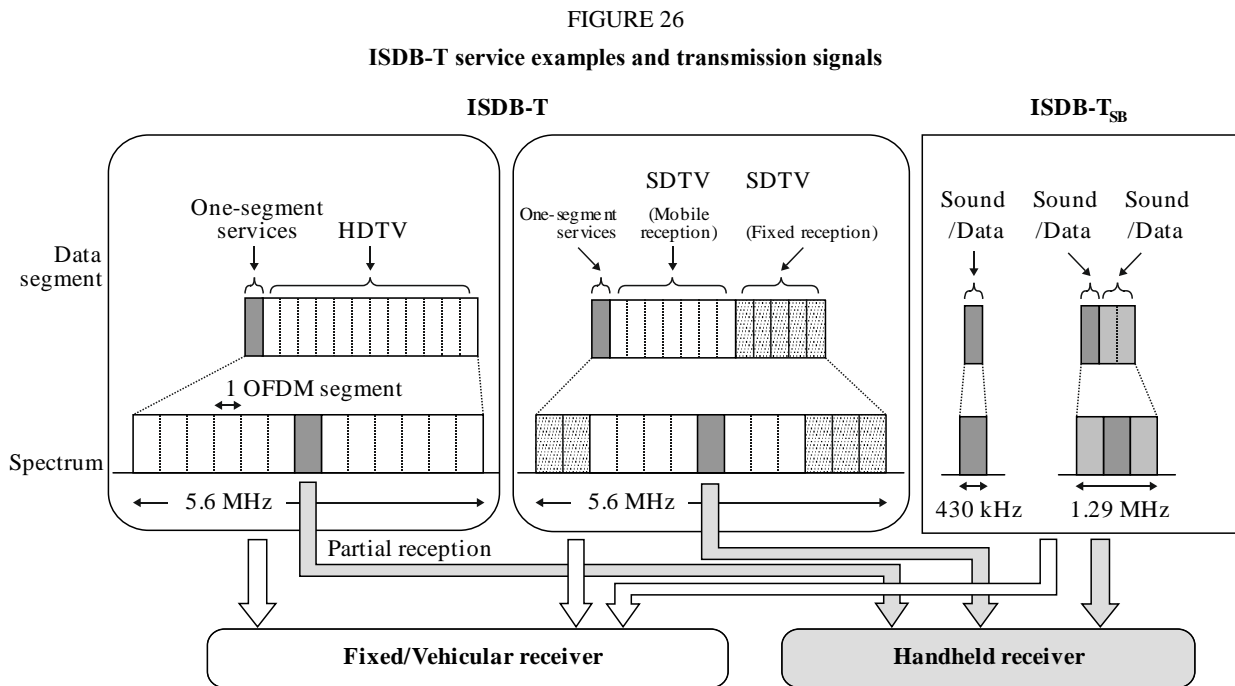 FIGURE 26
ISDB-T service examples and transmission signals
ISDB-T
ISDB-T_SB
One-segment
services
HDTV
One-segment
services
SDTV
(Mobile
reception)
SDTV
(Fixed reception)
Sound
/Data
Sound
/Data
Sound
/Data
Data
segment
1 OFDM segment
Spectrum
5.6 MHz
5.6 MHz
430 kHz
1.29 MHz
Partial reception
Fixed/Vehicular receiver
Handheld receiver